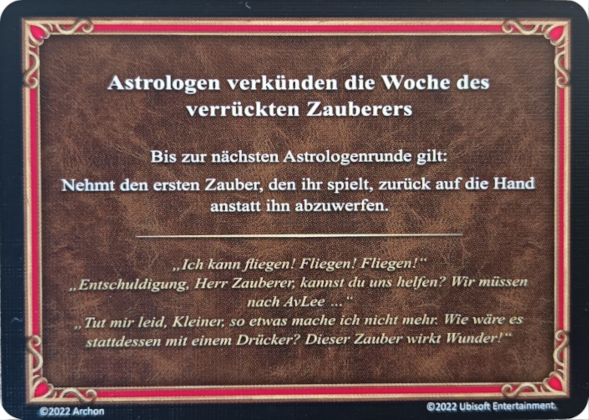 Astrologen verkünden die Woche des
verrückten Zauberers
Bis zur nächsten Astrologenrunde gilt:
Nehmt den ersten Zauber, den ihr spielt, zurück auf die Hand
anstatt ihn abzuwerfen.
„Ich kann fliegen! Fliegen! Fliegen!“
„Entschuldigung, Herr Zauberer, kannst du uns helfen? Wir müssen
nach AvLee ...“
„Tut mir leid, Kleiner, so etwas mache ich nicht mehr. Wie wäre es
stattdessen mit einem Drücker? Dieser Zauber wirkt Wunder!“
©2022 Archon
©2022 Ubisoft Entertainment.